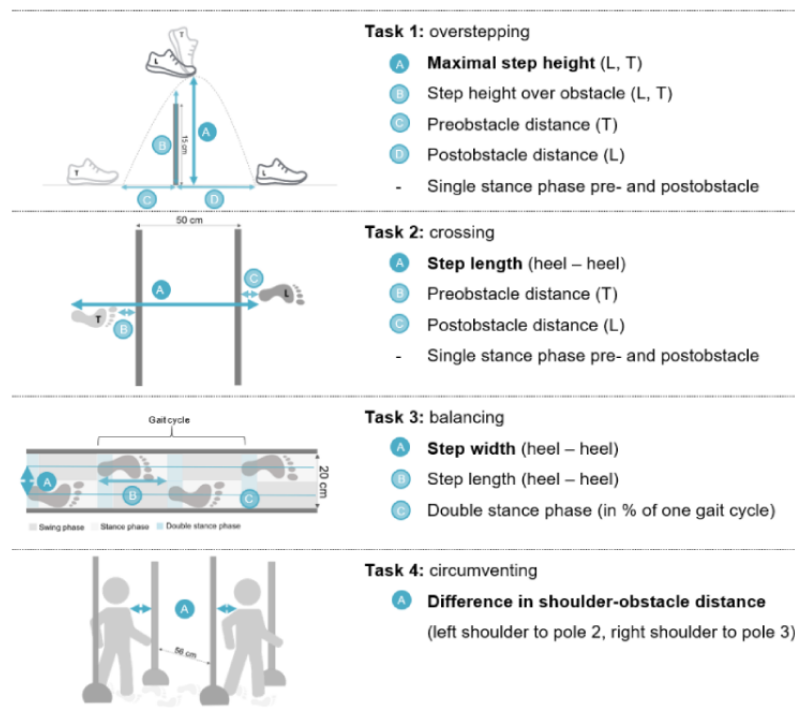 Task 1: overstepping
T
L
A Maximal step height (L, T)
B Step height over obstacle (L, T)
A
B
15 cm
C Preobstacle distance (T)
D Postobstacle distance (L)
T
L
C
D
- Single stance phase pre- and postobstacle
50 cm
Task 2: crossing
A Step length (heel – heel)
C
A
L
B Preobstacle distance (T)
T
B
C Postobstacle distance (L)
- Single stance phase pre- and postobstacle
Gait cycle
Task 3: balancing
A Step width (heel – heel)
A
B
C
20 cm
B Step length (heel – heel)
C Double stance phase (in % of one gait cycle)
Swing phase Stance phase Double stance phase
Task 4: circumventing
A
A Difference in shoulder-obstacle distance
(left shoulder to pole 2, right shoulder to pole 3)
56 cm